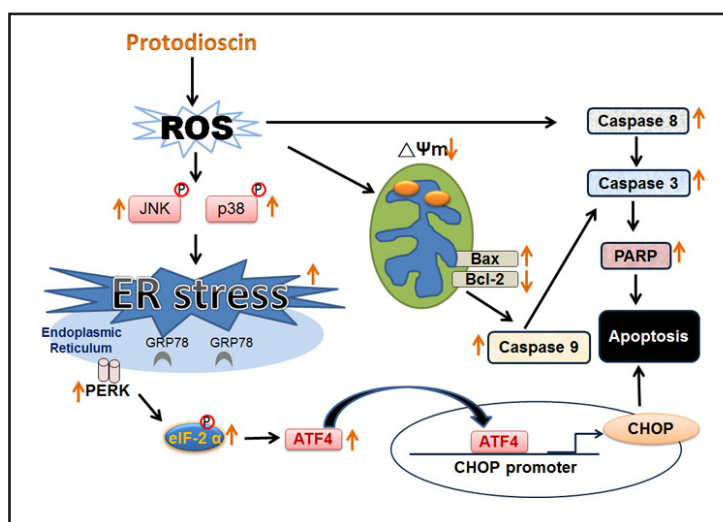 Protodioscin
ROS
Caspase 8
△Ψm
P
P
JNK
p38
Caspase 3
Bax
Bcl-2
PARP
ER stress
Endoplasmic
Reticulum
GRP78
GRP78
Caspase 9
Apoptosis
PERK
P
eIF-2 α
ATF4
ATF4
CHOP
CHOP promoter